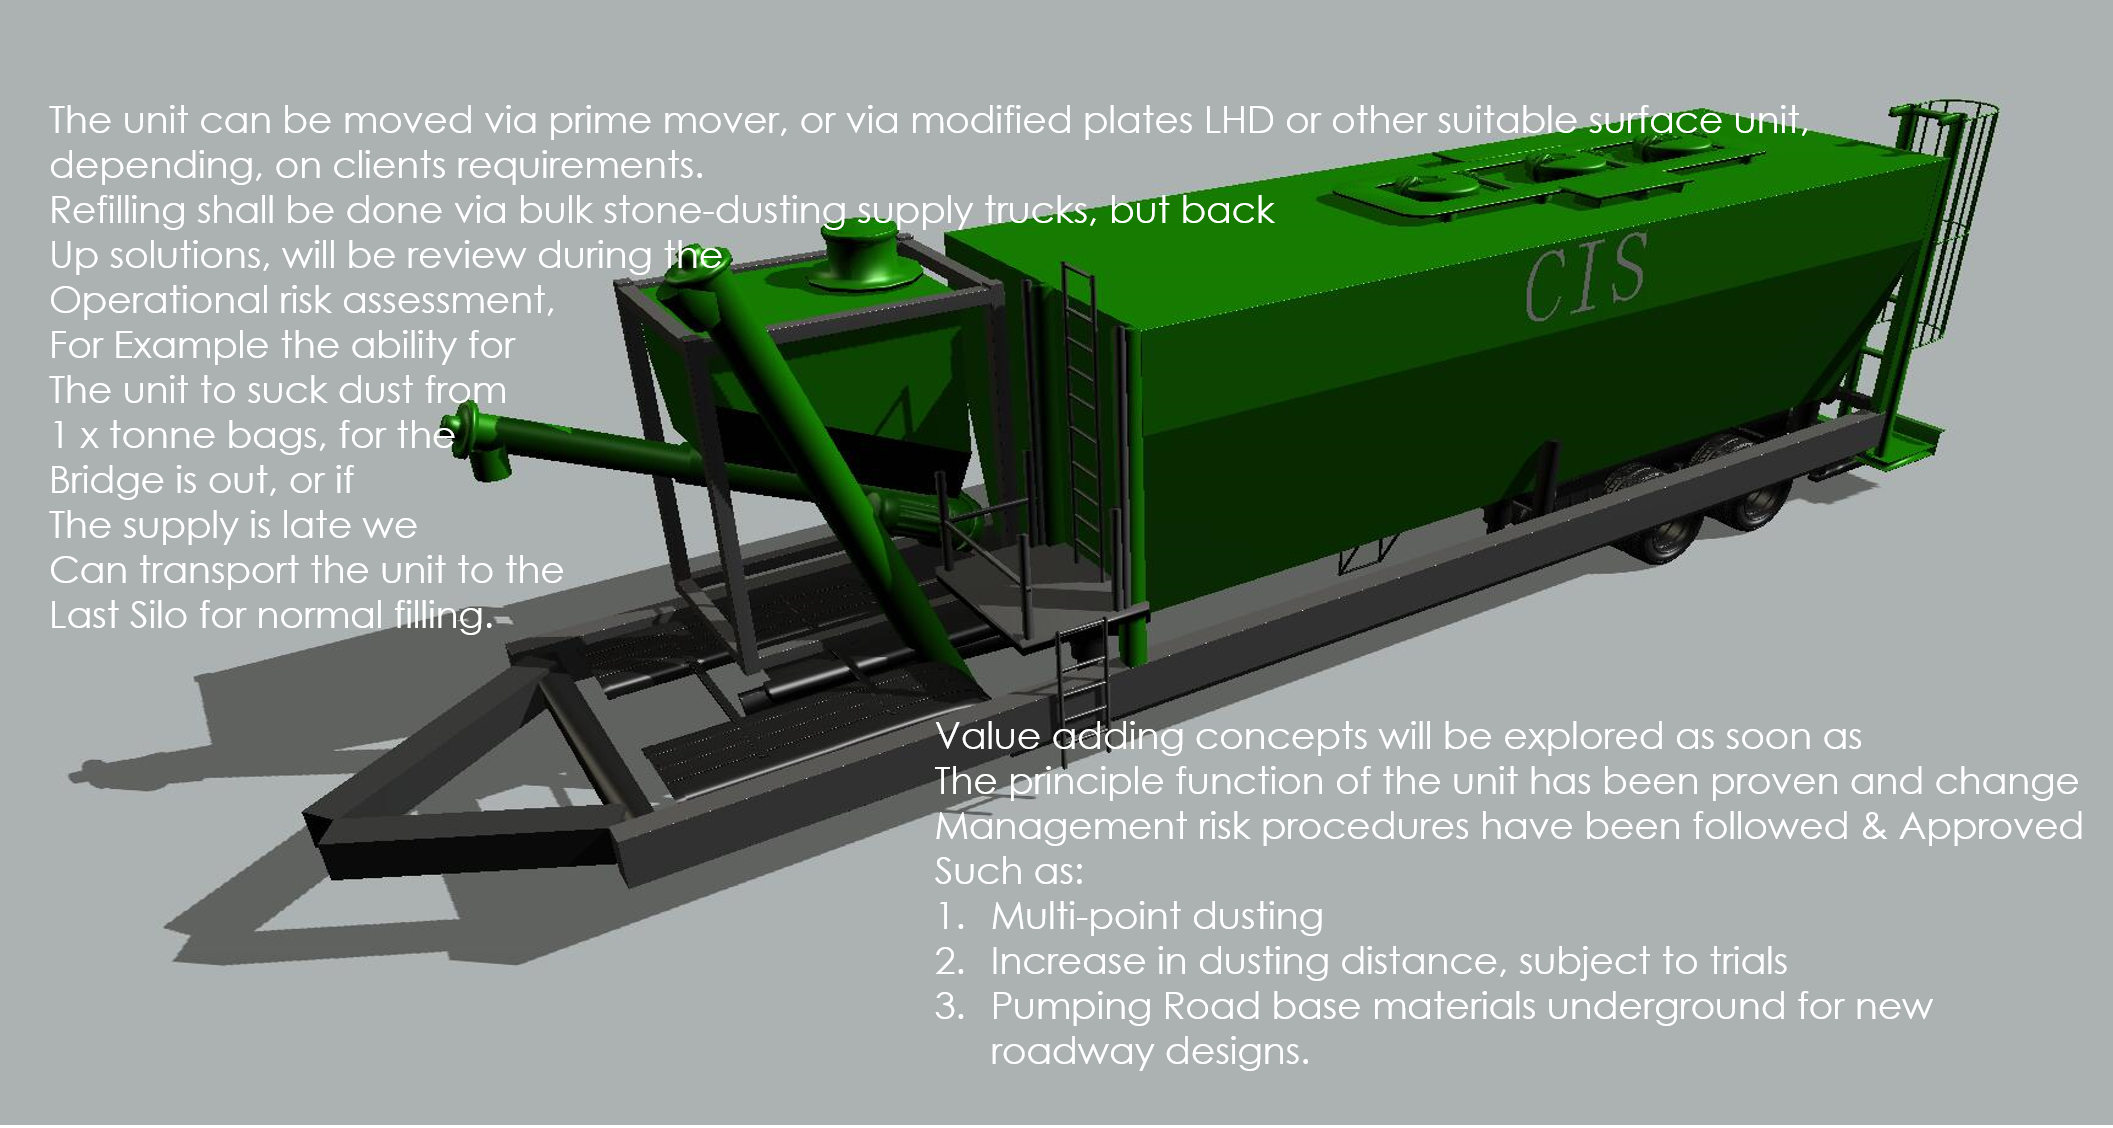 The unit can be moved via prime mover, or via modified plates LHD or other suitable surface unit,
depending, on clients requirements.
Refilling shall be done via bulk stone-dusting supply trucks, but back
Up solutions, will be review during the
Operational risk assessment,
For Example the ability for
The unit to suck dust from
1 x tonne bags, for the
Bridge is out, or if
The supply is late we
Can transport the unit to the
Last Silo for normal filling.
CIS
Value adding concepts will be explored as soon as
The principle function of the unit has been proven and change
Management risk procedures have been followed & Approved
Such as:
1. Multi-point dusting
2. Increase in dusting distance, subject to trials
3. Pumping Road base materials underground for new
roadway designs.